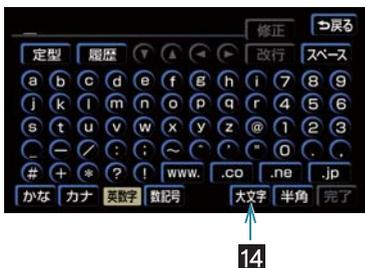 _ 修正 戻る
定型 履歴 改行 スペース
a b c d e f g h i 7 8 9
j k l m n o p q r 4 5 6
s t u v w x y z @ 1 2 3
_ - / : ; ~ ^ ' " 0 . ,
# + * ? ! www. .co .ne .jp
かな カナ 英数字 数記号 大文字 半角 完了
14